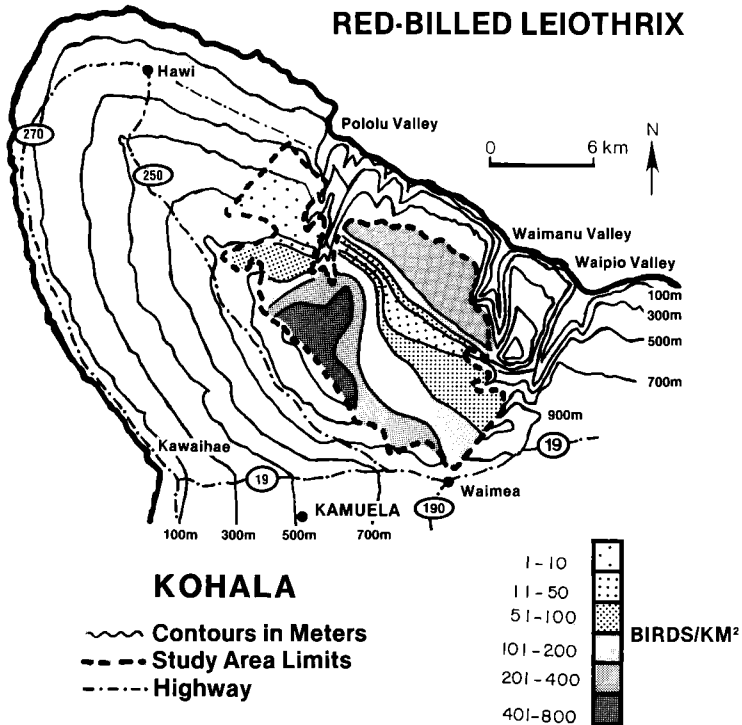 RED-BILLED LEIOTHRIX
Hawi
270
Pololu Valley
0 6 km
N
250
Waimanu Valley
Waipio Valley
100m
300m
500m
700m
900m
Kawaihae
19
19
Waimea
KAMUELA
190
100m 300m 500m 700m
KOHALA
Contours in Meters
Study Area Limits
Highway
1-10
11-50
51-100
101-200
201-400
401-800
BIRDS/KM²